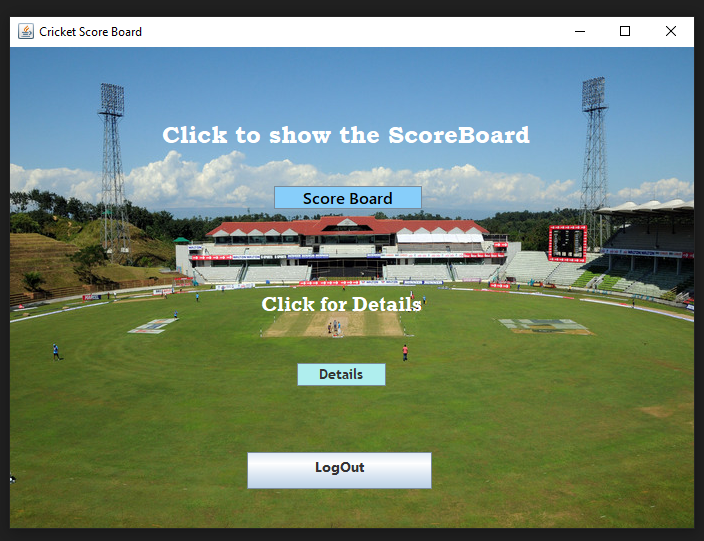 Cricket Score Board
Click to show the ScoreBoard
Score Board
Click for Details
Details
LogOut